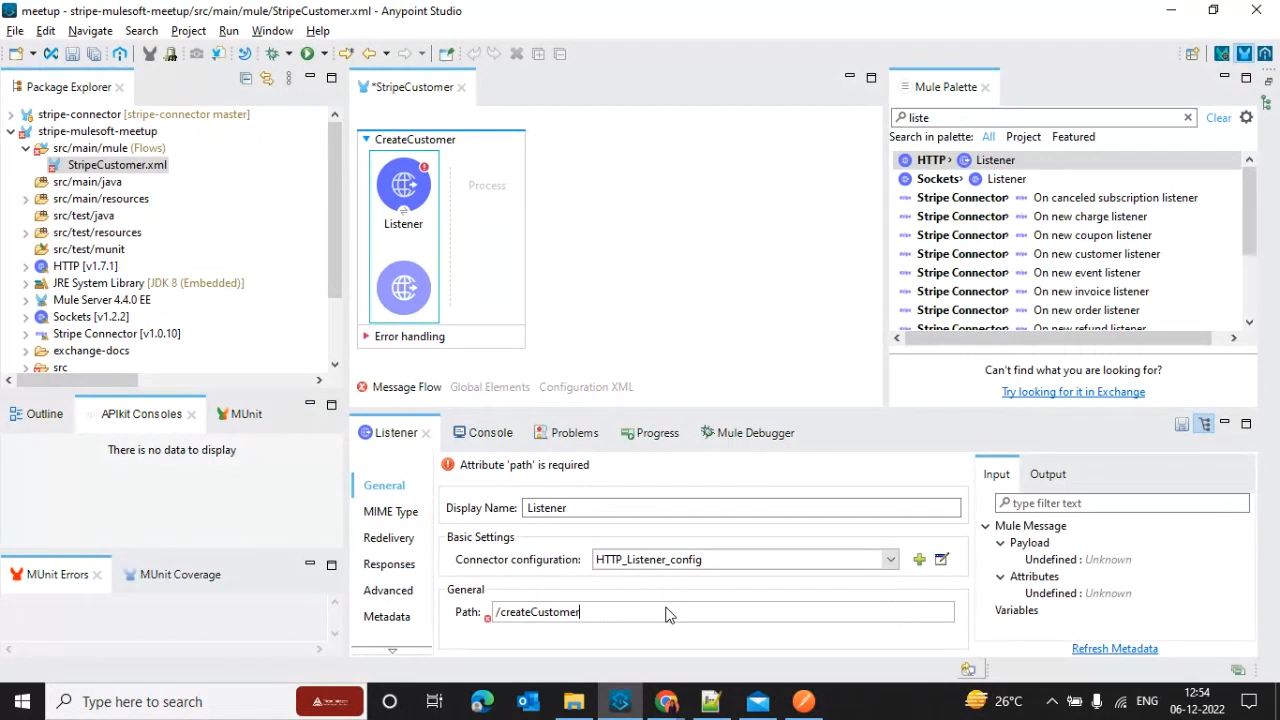 meetup - stripe-mulesoft-meetup/src/main/mule/StripeCustomer.xml - Anypoint Studio
File Edit Navigate Search Project Run Window Help
Package Explorer
*StripeCustomer
Mule Palette
stripe-connector [stripe-connector master]
stripe-mulesoft-meetup
src/main/mule (Flows)
StripeCustomer.xml
src/main/java
src/main/resources
src/test/java
src/test/resources
src/test/munit
HTTP [v1.7.1]
JRE System Library [JDK 8 (Embedded)]
Mule Server 4.4.0 EE
Sockets [v1.2.2]
Stripe Connector [v1.0.10]
exchange-docs
src
CreateCustomer
Listener
Process
Error handling
Message Flow Global Elements Configuration XML
liste
Clear
Search in palette: All Project Featured
HTTP > Listener
Sockets> Listener
Stripe Connector On canceled subscription listener
Stripe Connector On new charge listener
Stripe Connector On new coupon listener
Stripe Connector On new customer listener
Stripe Connector On new event listener
Stripe Connector On new invoice listener
Stripe Connector On new order listener
Stripe Connector On new refund listener
Can't find what you are looking for?
Try looking for it in Exchange
Outline APIkit Consoles MUnit
There is no data to display
MUnit Errors MUnit Coverage
Listener Console Problems Progress Mule Debugger
Attribute 'path' is required
General
MIME Type
Redelivery
Responses
Advanced
Metadata
Display Name: Listener
Basic Settings
Connector configuration: HTTP_Listener_config
General
Path: /createCustomer
Input Output
type filter text
Mule Message
Payload
Undefined : Unknown
Attributes
Undefined : Unknown
Variables
Refresh Metadata
Type here to search
26°C
ENG
12:54
06-12-2022